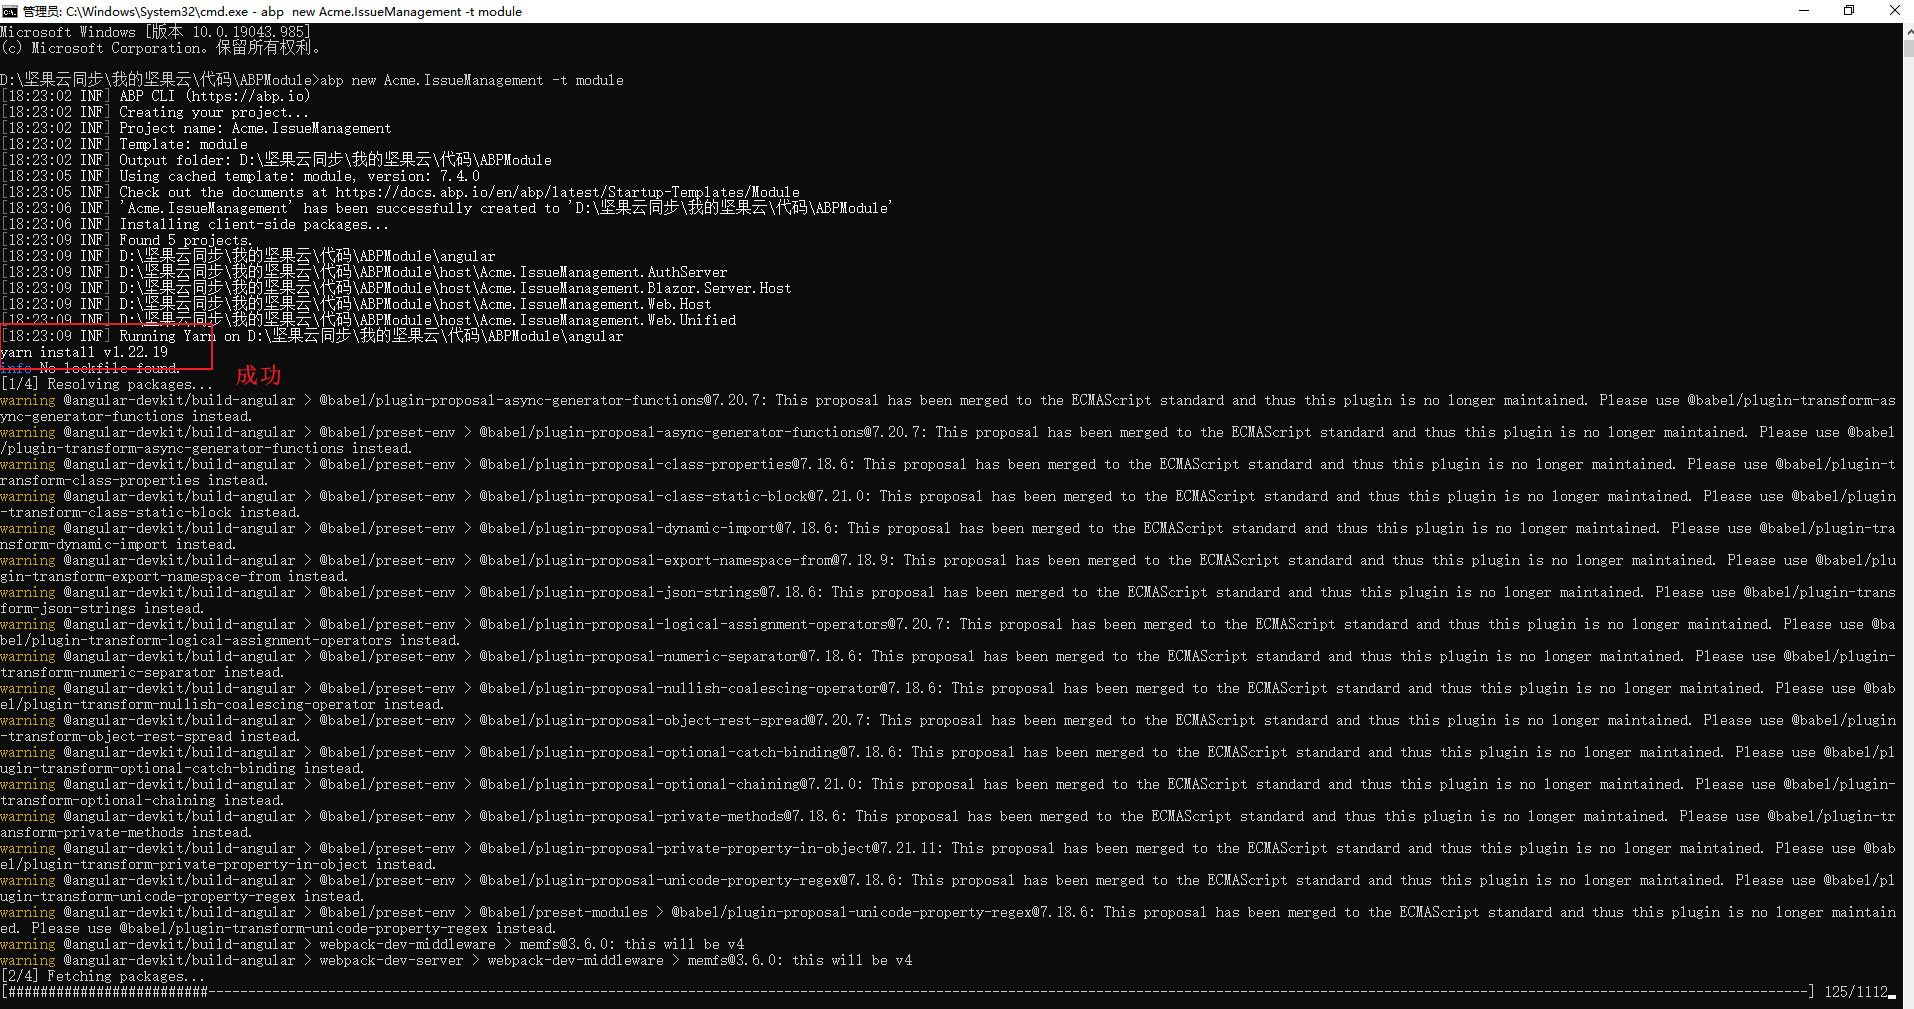 管理员: C:\Windows\System32\cmd.exe - abp  new Acme.IssueManagement -t module
Microsoft Windows [版本 10.0.19043.985]
(c) Microsoft Corporation。保留所有权利。
D:\坚果云同步\我的坚果云\代码\ABPModule>abp new Acme.IssueManagement -t module
[18:23:02 INF] ABP CLI (https://abp.io)
[18:23:02 INF] Creating your project...
[18:23:02 INF] Project name: Acme.IssueManagement
[18:23:02 INF] Template: module
[18:23:02 INF] Output folder: D:\坚果云同步\我的坚果云\代码\ABPModule
[18:23:05 INF] Using cached template: module, version: 7.4.0
[18:23:05 INF] Check out the documents at https://docs.abp.io/en/abp/latest/Startup-Templates/Module
[18:23:06 INF] 'Acme.IssueManagement' has been successfully created to 'D:\坚果云同步\我的坚果云\代码\ABPModule'
[18:23:06 INF] Installing client-side packages...
[18:23:09 INF] Found 5 projects.
[18:23:09 INF] D:\坚果云同步\我的坚果云\代码\ABPModule\angular
[18:23:09 INF] D:\坚果云同步\我的坚果云\代码\ABPModule\host\Acme.IssueManagement.AuthServer
[18:23:09 INF] D:\坚果云同步\我的坚果云\代码\ABPModule\host\Acme.IssueManagement.Blazor.Server.Host
[18:23:09 INF] D:\坚果云同步\我的坚果云\代码\ABPModule\host\Acme.IssueManagement.Web.Host
[18:23:09 INF] D:\坚果云同步\我的坚果云\代码\ABPModule\host\Acme.IssueManagement.Web.Unified
[18:23:09 INF] Running Yarn on D:\坚果云同步\我的坚果云\代码\ABPModule\angular
yarn install v1.22.19
info No lockfile found.
成功
[1/4] Resolving packages...
warning @angular-devkit/build-angular > @babel/plugin-proposal-async-generator-functions@7.20.7: This proposal has been merged to the ECMAScript standard and thus this plugin is no longer maintained. Please use @babel/plugin-transform-as
ync-generator-functions instead.
warning @angular-devkit/build-angular > @babel/preset-env > @babel/plugin-proposal-async-generator-functions@7.20.7: This proposal has been merged to the ECMAScript standard and thus this plugin is no longer maintained. Please use @babel
/plugin-transform-async-generator-functions instead.
warning @angular-devkit/build-angular > @babel/preset-env > @babel/plugin-proposal-class-properties@7.18.6: This proposal has been merged to the ECMAScript standard and thus this plugin is no longer maintained. Please use @babel/plugin-t
ransform-class-properties instead.
warning @angular-devkit/build-angular > @babel/preset-env > @babel/plugin-proposal-class-static-block@7.21.0: This proposal has been merged to the ECMAScript standard and thus this plugin is no longer maintained. Please use @babel/plugin
-transform-class-static-block instead.
warning @angular-devkit/build-angular > @babel/preset-env > @babel/plugin-proposal-dynamic-import@7.18.6: This proposal has been merged to the ECMAScript standard and thus this plugin is no longer maintained. Please use @babel/plugin-tra
nsform-dynamic-import instead.
warning @angular-devkit/build-angular > @babel/preset-env > @babel/plugin-proposal-export-namespace-from@7.18.9: This proposal has been merged to the ECMAScript standard and thus this plugin is no longer maintained. Please use @babel/plu
gin-transform-export-namespace-from instead.
warning @angular-devkit/build-angular > @babel/preset-env > @babel/plugin-proposal-json-strings@7.18.6: This proposal has been merged to the ECMAScript standard and thus this plugin is no longer maintained. Please use @babel/plugin-trans
form-json-strings instead.
warning @angular-devkit/build-angular > @babel/preset-env > @babel/plugin-proposal-logical-assignment-operators@7.20.7: This proposal has been merged to the ECMAScript standard and thus this plugin is no longer maintained. Please use @ba
bel/plugin-transform-logical-assignment-operators instead.
warning @angular-devkit/build-angular > @babel/preset-env > @babel/plugin-proposal-numeric-separator@7.18.6: This proposal has been merged to the ECMAScript standard and thus this plugin is no longer maintained. Please use @babel/plugin-
transform-numeric-separator instead.
warning @angular-devkit/build-angular > @babel/preset-env > @babel/plugin-proposal-nullish-coalescing-operator@7.18.6: This proposal has been merged to the ECMAScript standard and thus this plugin is no longer maintained. Please use @bab
el/plugin-transform-nullish-coalescing-operator instead.
warning @angular-devkit/build-angular > @babel/preset-env > @babel/plugin-proposal-object-rest-spread@7.20.7: This proposal has been merged to the ECMAScript standard and thus this plugin is no longer maintained. Please use @babel/plugin
-transform-object-rest-spread instead.
warning @angular-devkit/build-angular > @babel/preset-env > @babel/plugin-proposal-optional-catch-binding@7.18.6: This proposal has been merged to the ECMAScript standard and thus this plugin is no longer maintained. Please use @babel/pl
ugin-transform-optional-catch-binding instead.
warning @angular-devkit/build-angular > @babel/preset-env > @babel/plugin-proposal-optional-chaining@7.21.0: This proposal has been merged to the ECMAScript standard and thus this plugin is no longer maintained. Please use @babel/plugin-
transform-optional-chaining instead.
warning @angular-devkit/build-angular > @babel/preset-env > @babel/plugin-proposal-private-methods@7.18.6: This proposal has been merged to the ECMAScript standard and thus this plugin is no longer maintained. Please use @babel/plugin-tr
ansform-private-methods instead.
warning @angular-devkit/build-angular > @babel/preset-env > @babel/plugin-proposal-private-property-in-object@7.21.11: This proposal has been merged to the ECMAScript standard and thus this plugin is no longer maintained. Please use @bab
el/plugin-transform-private-property-in-object instead.
warning @angular-devkit/build-angular > @babel/preset-env > @babel/plugin-proposal-unicode-property-regex@7.18.6: This proposal has been merged to the ECMAScript standard and thus this plugin is no longer maintained. Please use @babel/pl
ugin-transform-unicode-property-regex instead.
warning @angular-devkit/build-angular > @babel/preset-env > @babel/preset-modules > @babel/plugin-proposal-unicode-property-regex@7.18.6: This proposal has been merged to the ECMAScript standard and thus this plugin is no longer maintain
ed. Please use @babel/plugin-transform-unicode-property-regex instead.
warning @angular-devkit/build-angular > webpack-dev-middleware > memfs@3.6.0: this will be v4
warning @angular-devkit/build-angular > webpack-dev-server > webpack-dev-middleware > memfs@3.6.0: this will be v4
[2/4] Fetching packages...
[#########################--------------------------------------------------------------------------------------------------------------------------------------------------------------------------------------------------------] 125/1112